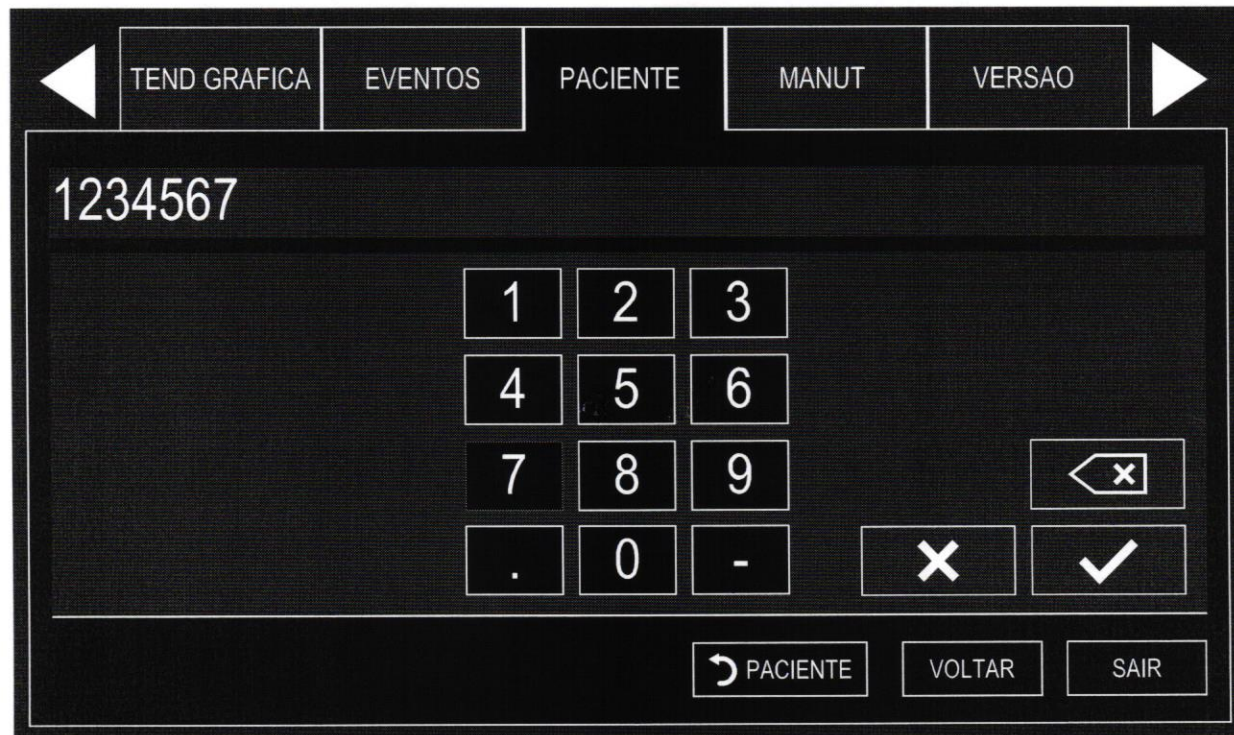 TEND GRAFICA EVENTOS PACIENTE MANUT VERSAO
1234567
1 2 3
4 5 6
7 8 9
. 0 -
PACIENTE VOLTAR SAIR